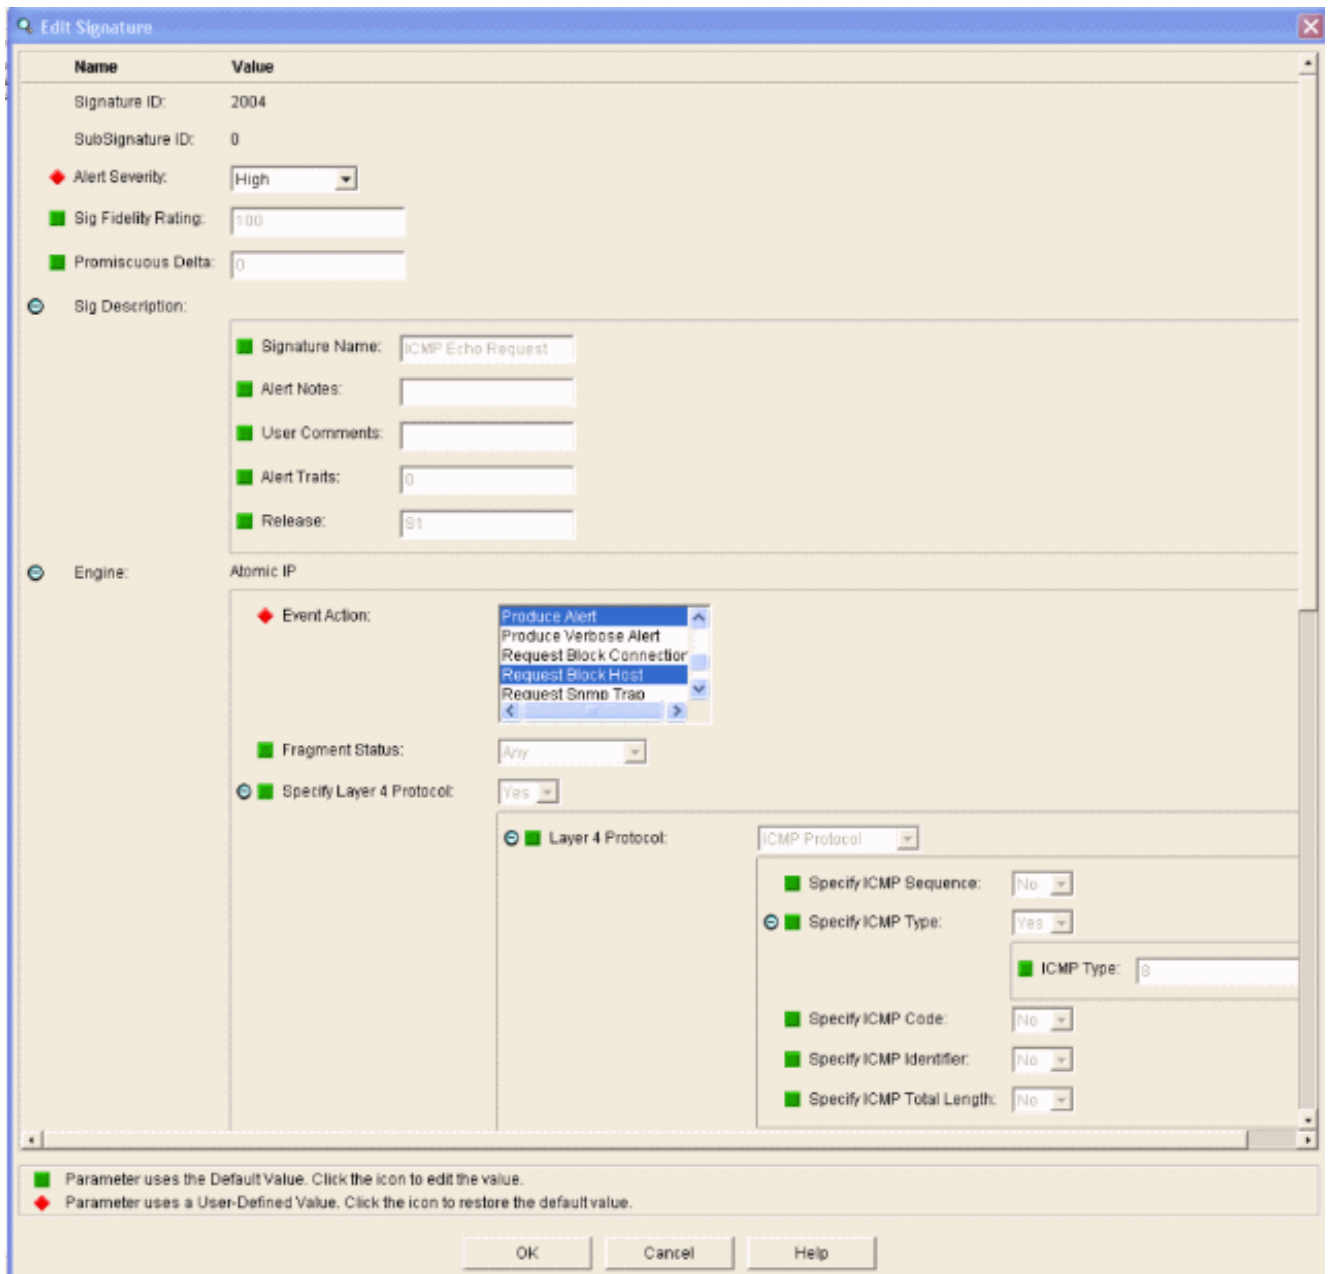 Edit Signature
Name Value
Signature ID: 2004
SubSignature ID: 0
Alert Severity: High
Sig Fidelity Rating: 100
Promiscuous Delta: 0
Sig Description:
Signature Name: ICMP Echo Request
Alert Notes:
User Comments:
Alert Traits: 0
Release: S1
Engine: Atomic IP
Event Action: Produce Alert
Produce Verbose Alert
Request Block Connection
Request Block Host
Request Snmp Trap
Fragment Status: Any
Specify Layer 4 Protocol: Yes
Layer 4 Protocol: ICMP Protocol
Specify ICMP Sequence: No
Specify ICMP Type: Yes
ICMP Type: 8
Specify ICMP Code: No
Specify ICMP Identifier: No
Specify ICMP Total Length: No
Parameter uses the Default Value. Click the icon to edit the value.
Parameter uses a User-Defined Value. Click the icon to restore the default value.
OK Cancel Help